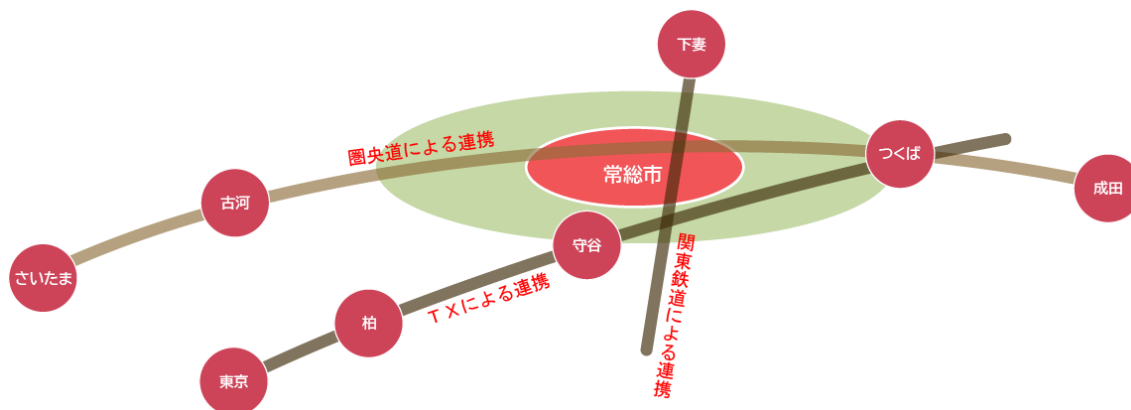 下妻
圏央道による連携
つくば
常総市
成田
古河
守谷
さいたま
関東鉄道による連携
ＴＸによる連携
柏
東京